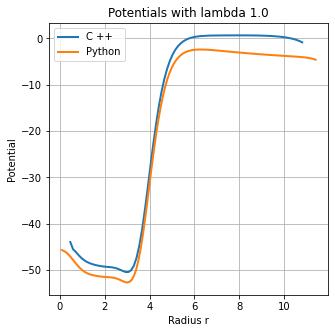 Potentials with lambda 1.0
C ++
Python
Potential
0
−10
−20
−30
−40
−50
0 2 4 6 8 10
Radius r